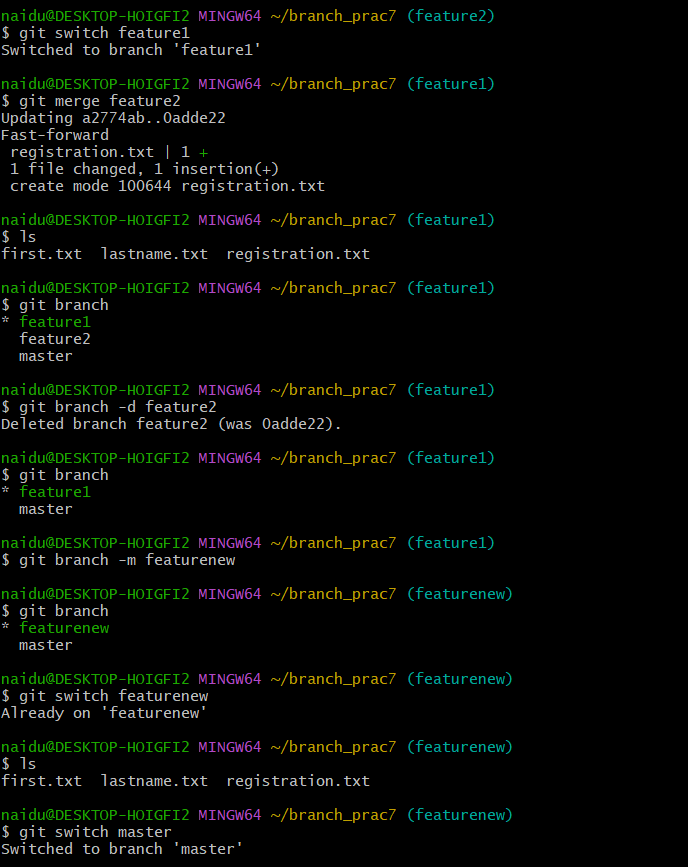 naidu@DESKTOP-HOIGFI2 MINGW64 ~/branch_prac7 (feature2)
$ git switch feature1
Switched to branch 'feature1'
naidu@DESKTOP-HOIGFI2 MINGW64 ~/branch_prac7 (feature1)
$ git merge feature2
Updating a2774ab..0adde22
Fast-forward
 registration.txt | 1 +
 1 file changed, 1 insertion(+)
 create mode 100644 registration.txt
naidu@DESKTOP-HOIGFI2 MINGW64 ~/branch_prac7 (feature1)
$ ls
first.txt  lastname.txt  registration.txt
naidu@DESKTOP-HOIGFI2 MINGW64 ~/branch_prac7 (feature1)
$ git branch
* feature1
  feature2
  master
naidu@DESKTOP-HOIGFI2 MINGW64 ~/branch_prac7 (feature1)
$ git branch -d feature2
Deleted branch feature2 (was 0adde22).
naidu@DESKTOP-HOIGFI2 MINGW64 ~/branch_prac7 (feature1)
$ git branch
* feature1
  master
naidu@DESKTOP-HOIGFI2 MINGW64 ~/branch_prac7 (feature1)
$ git branch -m featurenew
naidu@DESKTOP-HOIGFI2 MINGW64 ~/branch_prac7 (featurenew)
$ git branch
* featurenew
  master
naidu@DESKTOP-HOIGFI2 MINGW64 ~/branch_prac7 (featurenew)
$ git switch featurenew
Already on 'featurenew'
naidu@DESKTOP-HOIGFI2 MINGW64 ~/branch_prac7 (featurenew)
$ ls
first.txt  lastname.txt  registration.txt
naidu@DESKTOP-HOIGFI2 MINGW64 ~/branch_prac7 (featurenew)
$ git switch master
Switched to branch 'master'